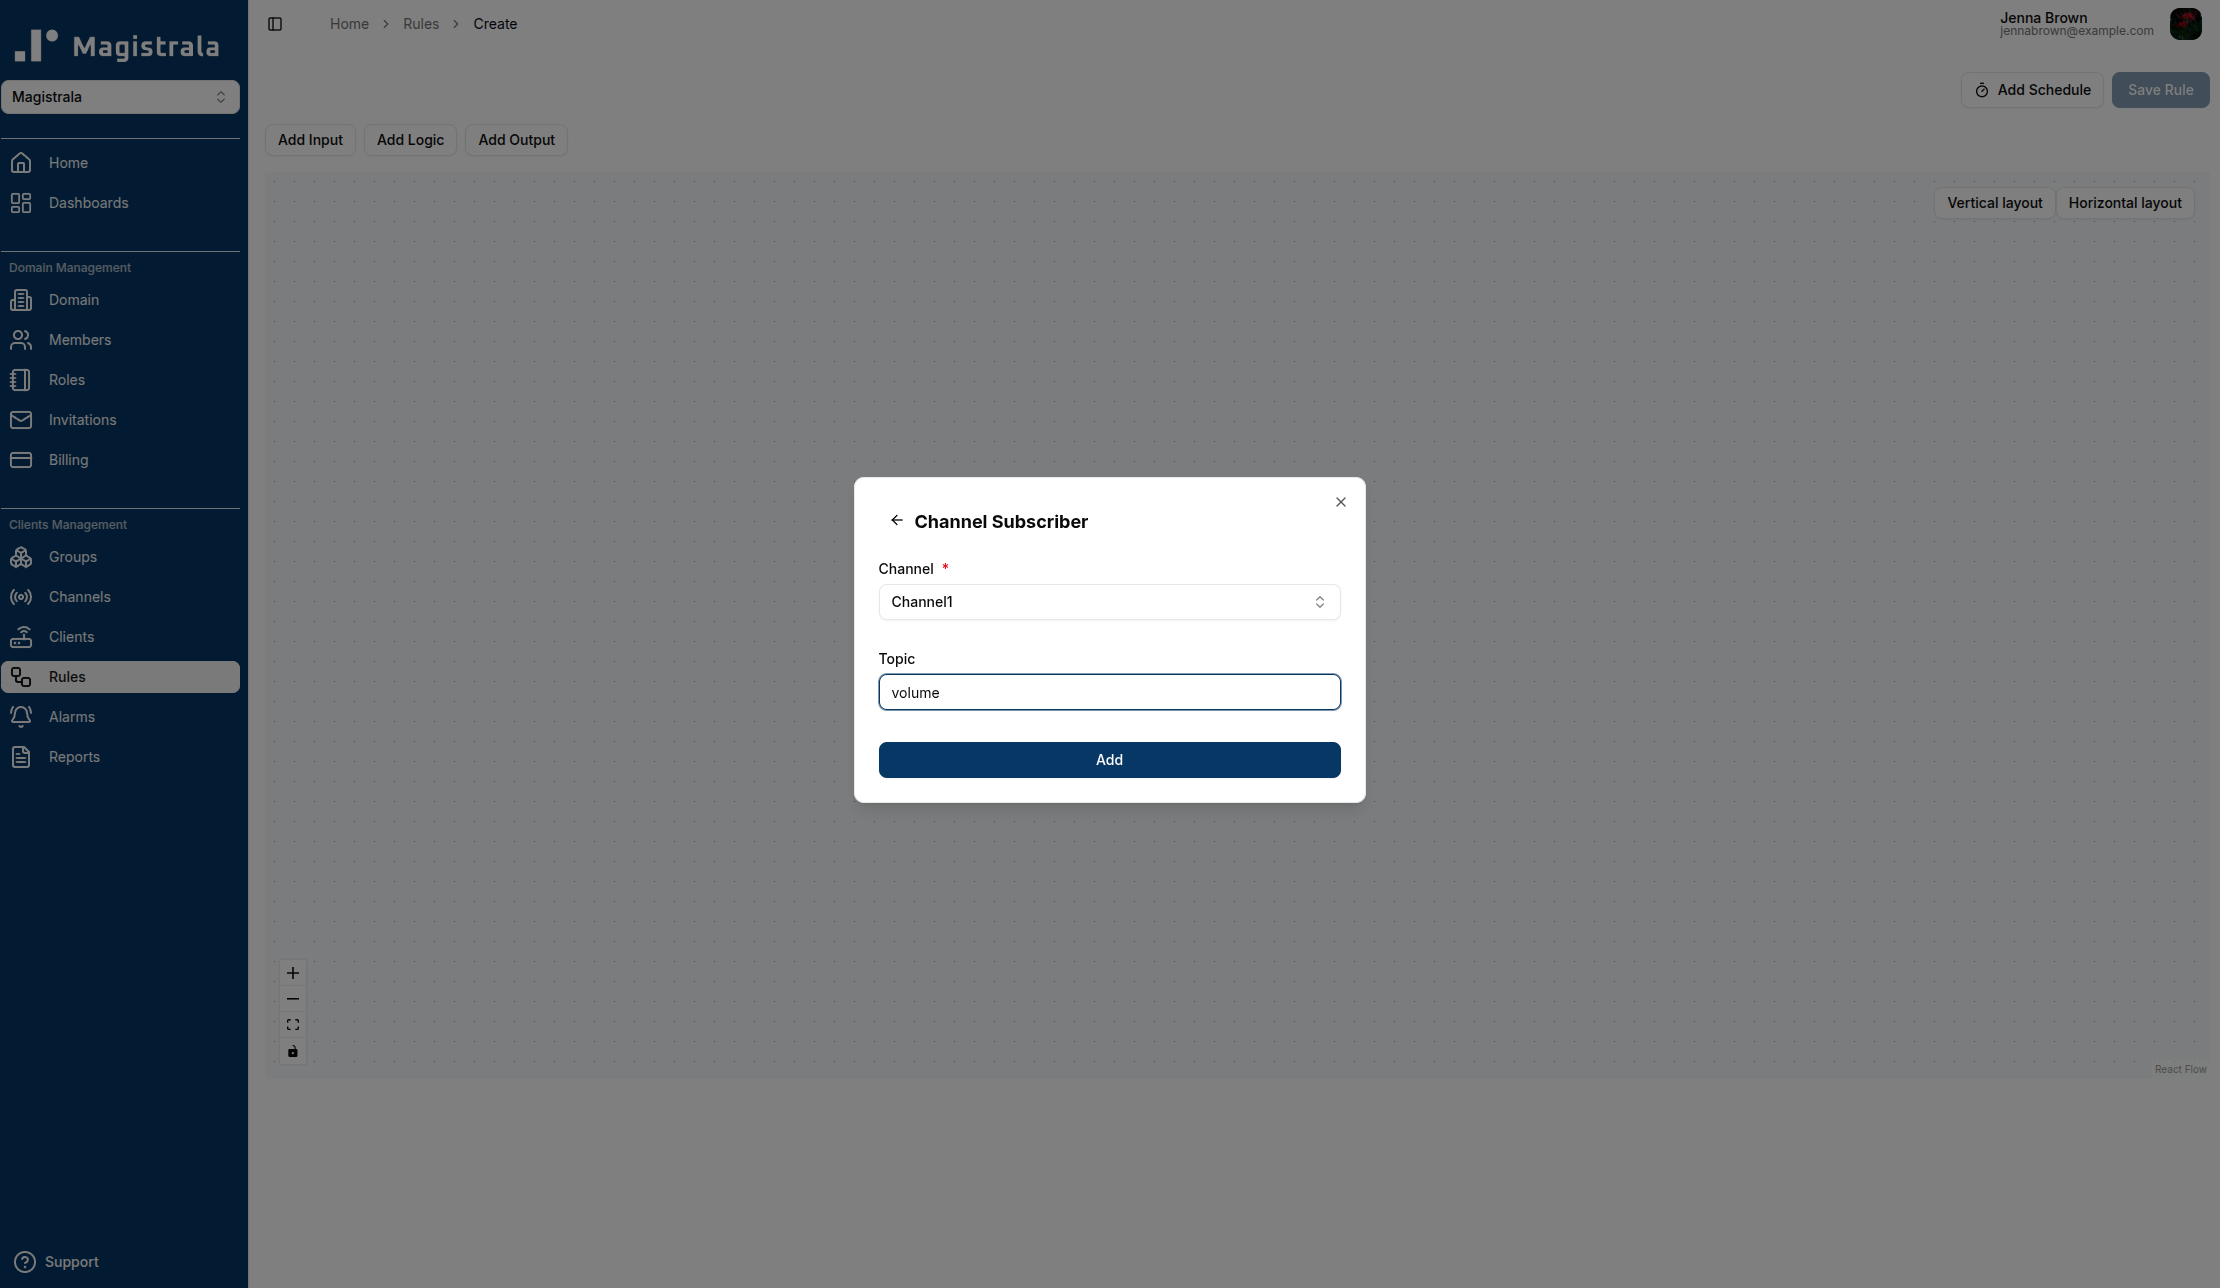 Magistrala
Magistrala
Home
Dashboards
Domain Management
Domain
Members
Roles
Invitations
Billing
Clients Management
Groups
Channels
Clients
Rules
Alarms
Reports
Support
Home > Rules > Create
Jenna Brown
jennabrown@example.com
Add Schedule
Save Rule
Add Input
Add Logic
Add Output
Vertical layout
Horizontal layout
Channel Subscriber
Channel *
Channel1
Topic
volume
Add
React Flow